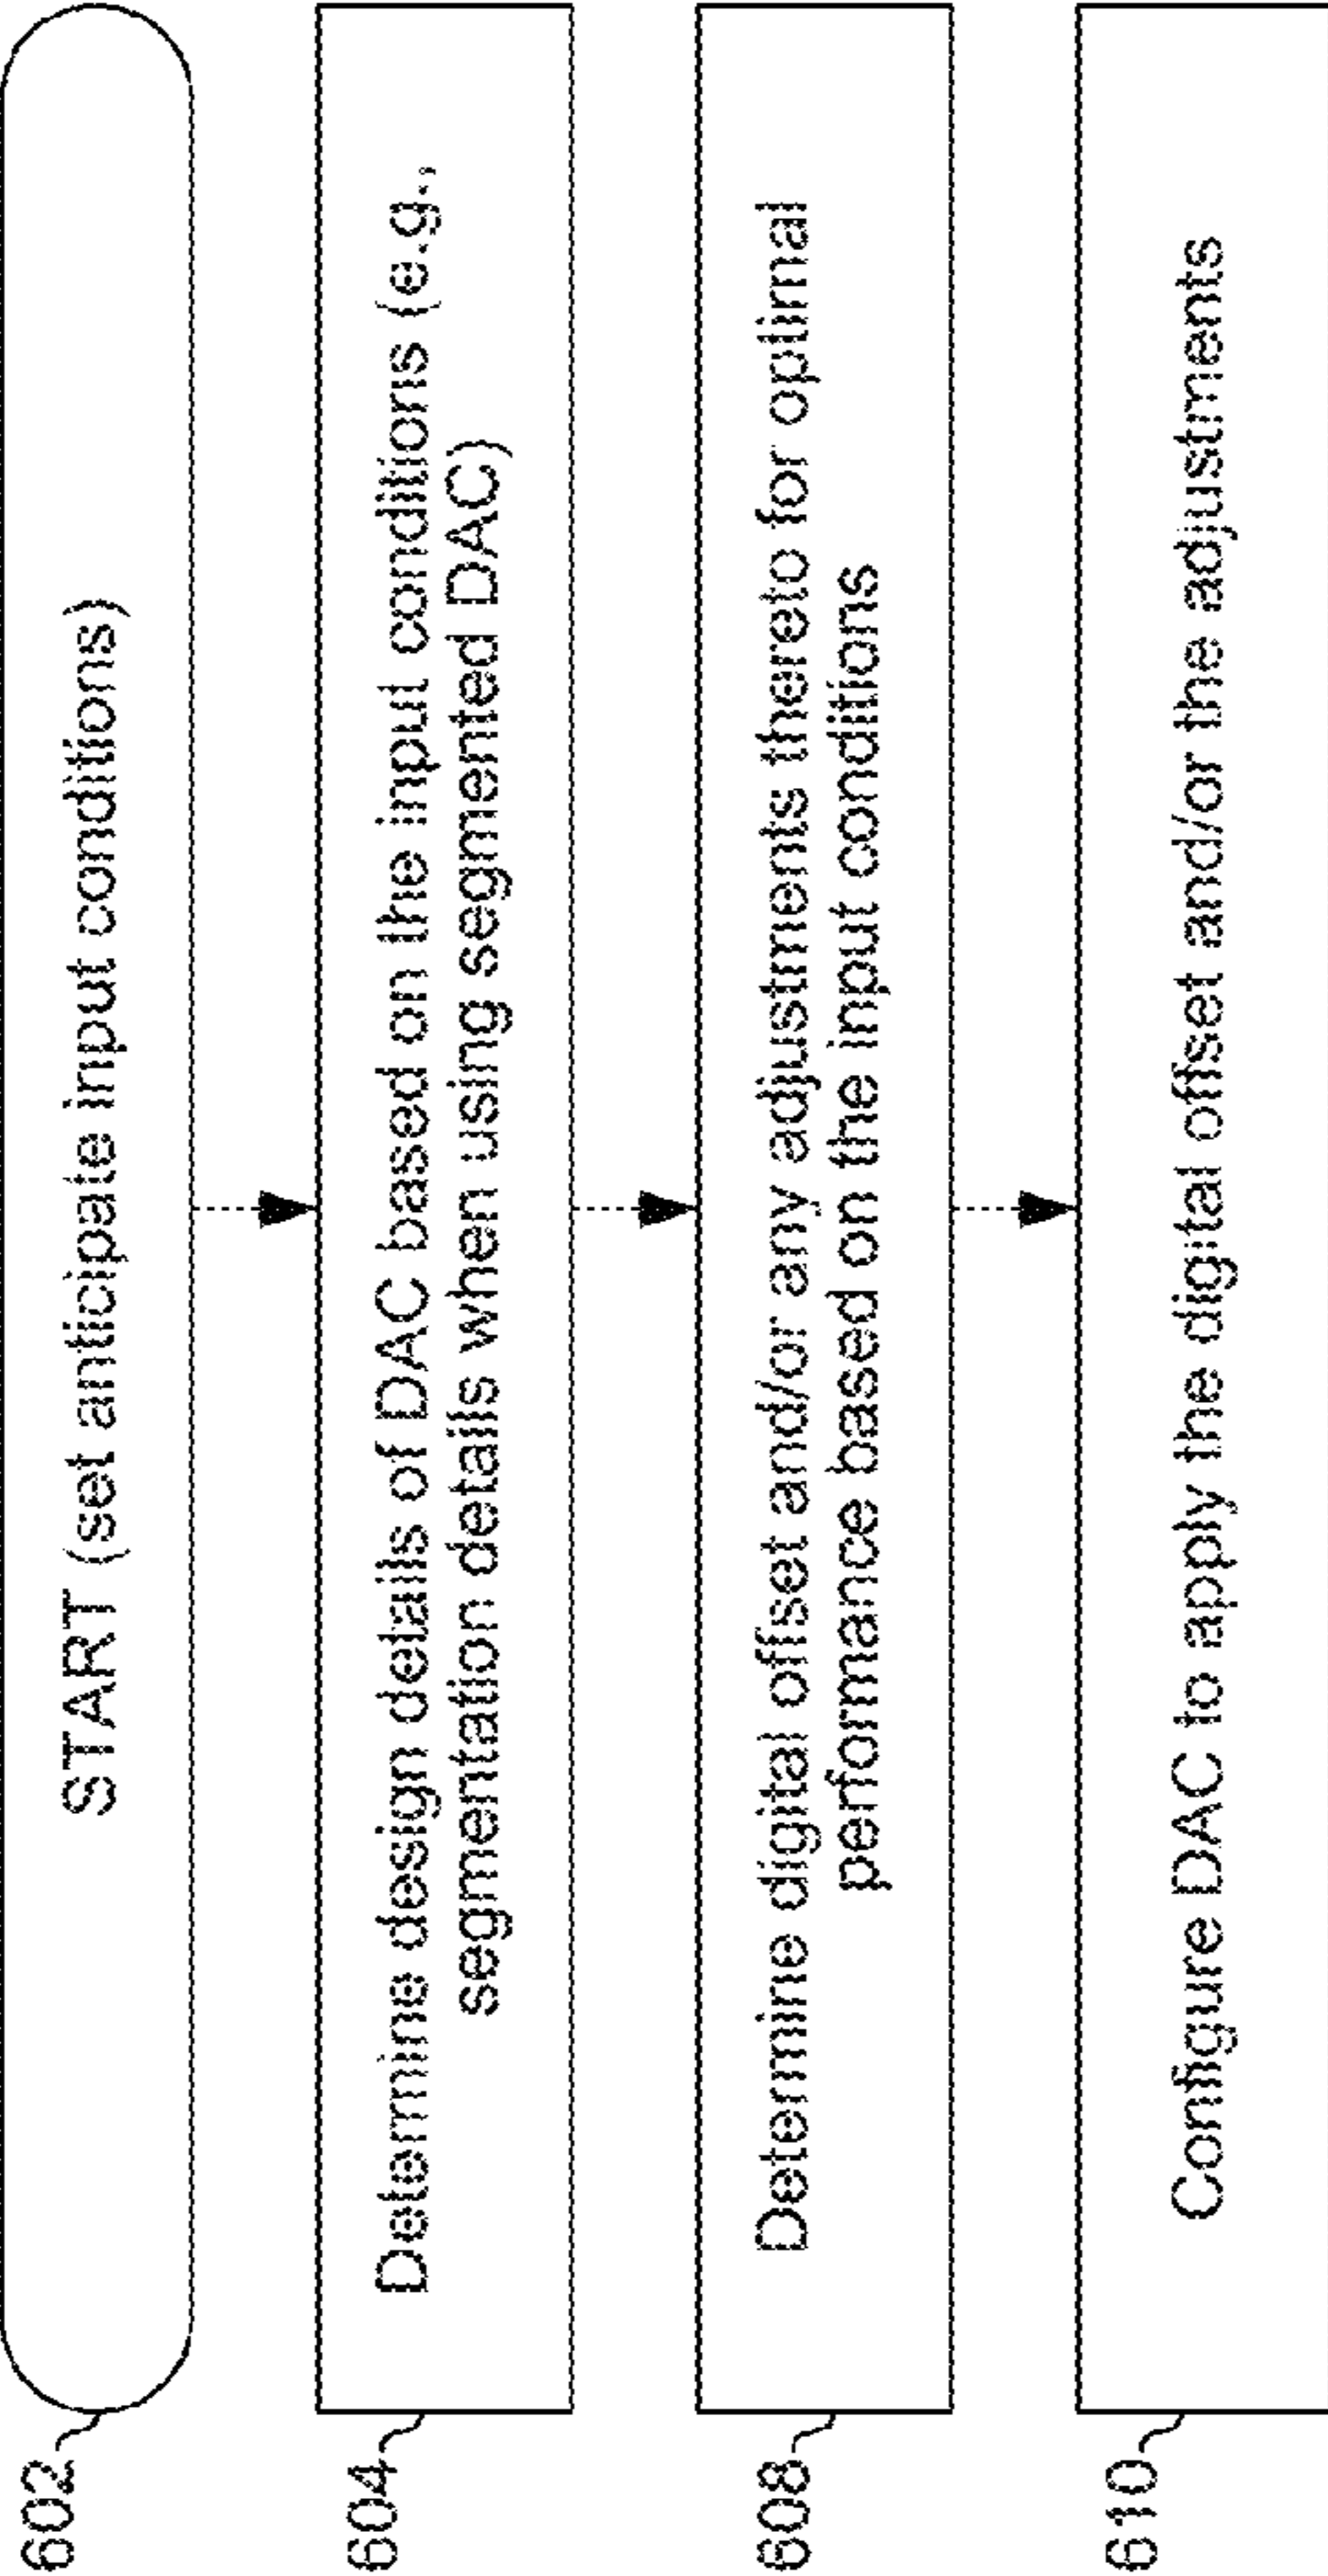 602
START (set anticipate input conditions)
604
Determine design details of DAC based on the input conditions (e.g.,
segmentation details when using segmented DAC)
608
Determine digital offset and/or any adjustments thereto for optimal
performance based on the input conditions
610
Configure DAC to apply the digital offset and/or the adjustments